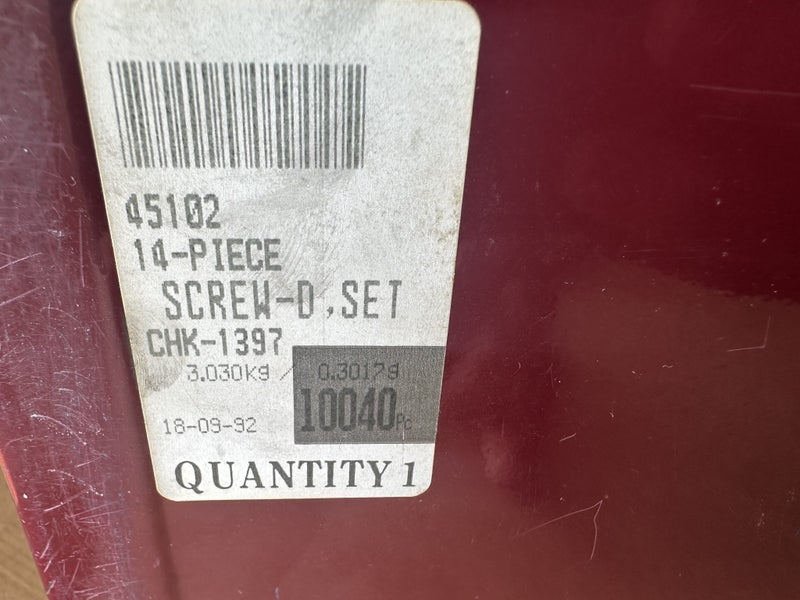 45102
14-PIECE
SCREW-D,SET
CHK-1397
3.030kg / 0.3017g
18-09-92 10040Pc
QUANTITY 1